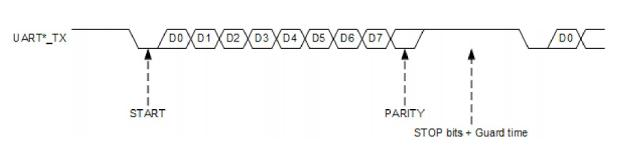 UART*_TX D0 D1 D2 D3 D4 D5 D6 D7 D0
START PARITY
STOP bits + Guard time